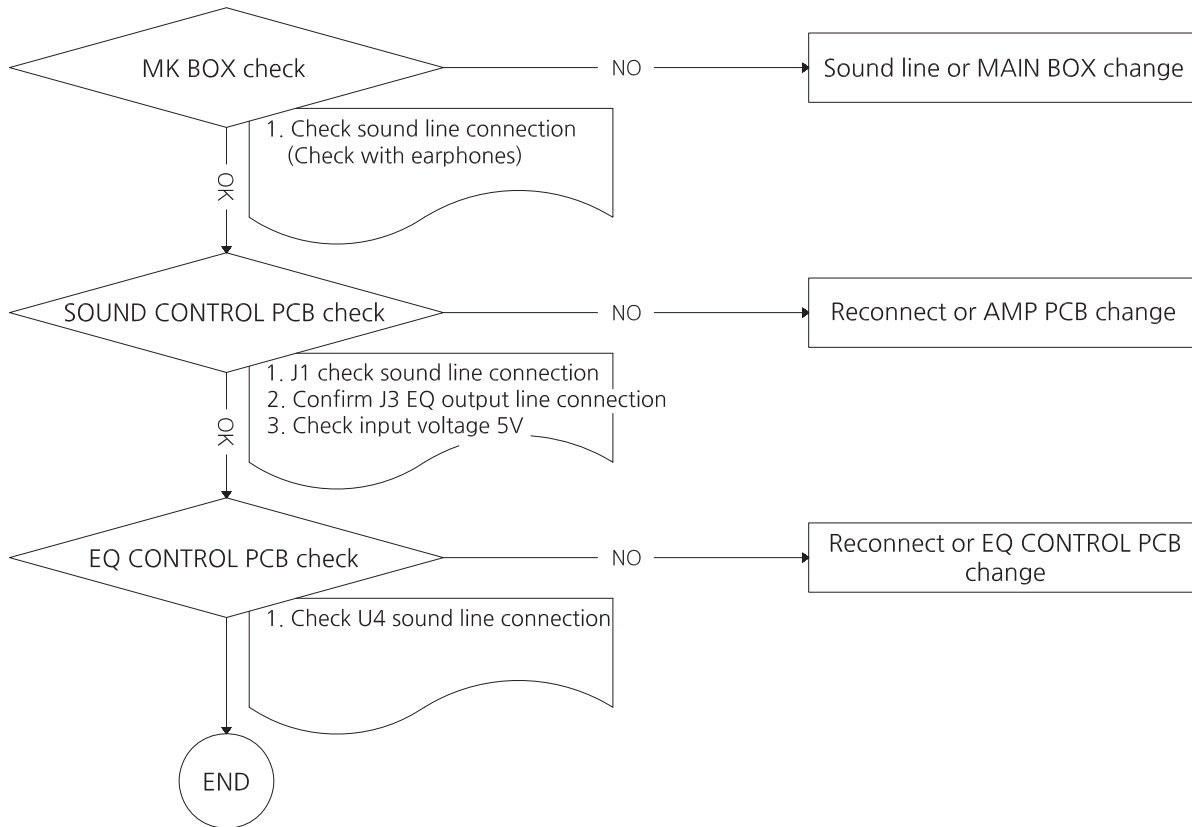 MK BOX check
NO
Sound line or MAIN BOX change
1. Check sound line connection
(Check with earphones)
OK
SOUND CONTROL PCB check
NO
Reconnect or AMP PCB change
1. J1 check sound line connection
2. Confirm J3 EQ output line connection
3. Check input voltage 5V
OK
EQ CONTROL PCB check
NO
Reconnect or EQ CONTROL PCB
change
1. Check U4 sound line connection
END